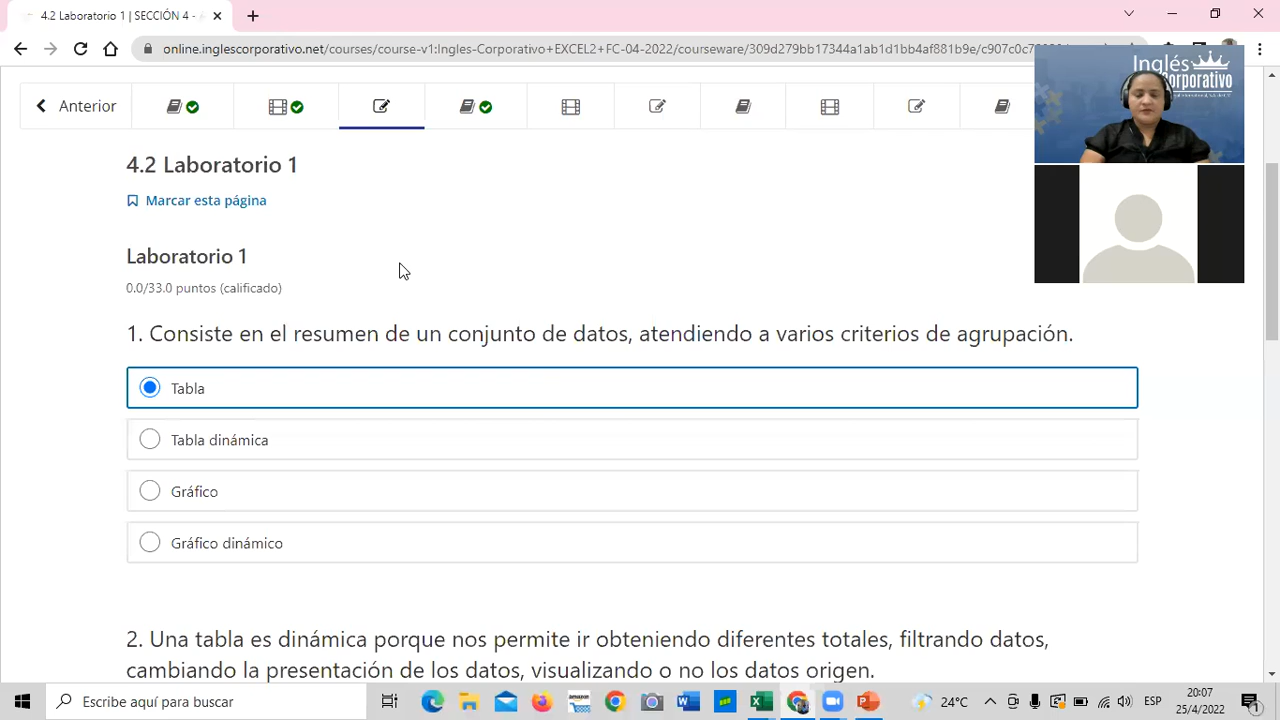 4.2 Laboratorio 1 | SECCIÓN 4 -
online.inglescorporativo.net/courses/course-v1:Ingles-Corporativo+EXCEL2+FC-04-2022/courseware/309d279bb17344a1ab1d1bb4af881b9e/c907c0c7
Inglés
Corporativo
Anterior
4.2 Laboratorio 1
Marcar esta página
Laboratorio 1
0.0/33.0 puntos (calificado)
1. Consiste en el resumen de un conjunto de datos, atendiendo a varios criterios de agrupación.
Tabla
Tabla dinámica
Gráfico
Gráfico dinámico
2. Una tabla es dinámica porque nos permite ir obteniendo diferentes totales, filtrando datos,
cambiando la presentación de los datos, visualizando o no los datos origen.
Escribe aquí para buscar
amazon
24°C
ESP
20:07
25/4/2022